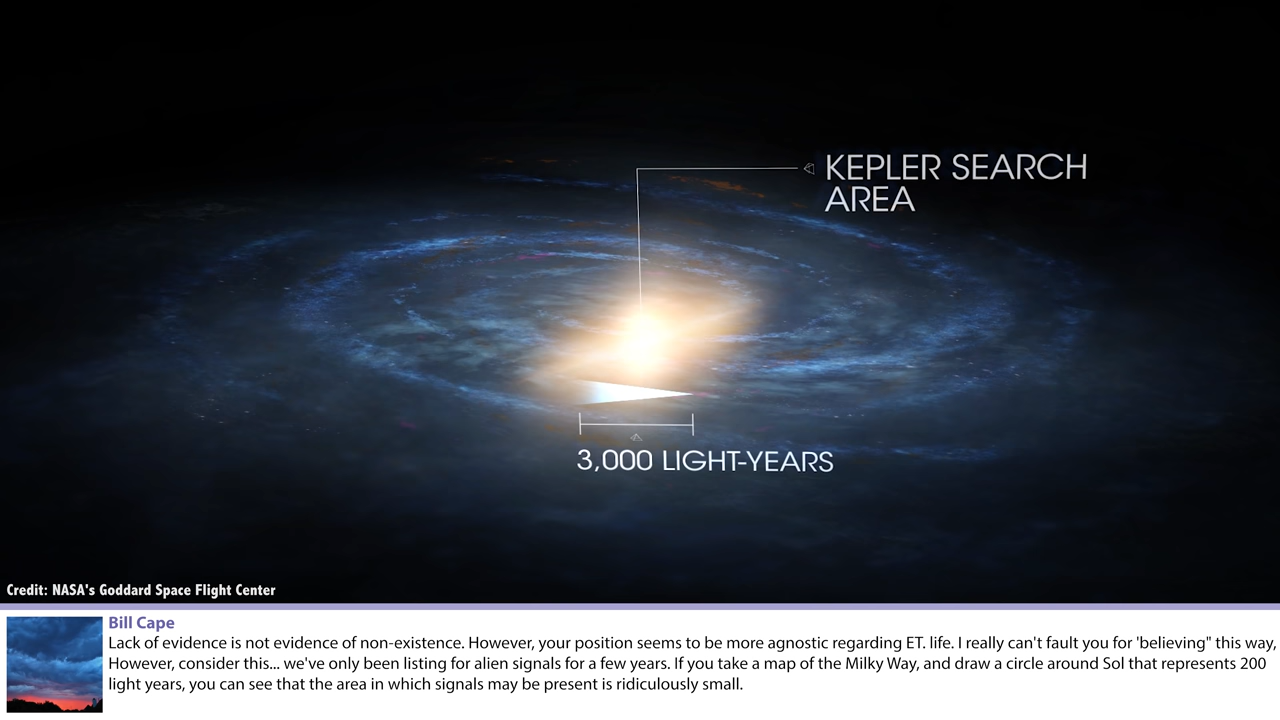 KEPLER SEARCH
AREA
3,000 LIGHT-YEARS
Credit: NASA's Goddard Space Flight Center
Bill Cape
Lack of evidence is not evidence of non-existence. However, your position seems to be more agnostic regarding ET. life. I really can't fault you for 'believing" this way,
However, consider this... we've only been listing for alien signals for a few years. If you take a map of the Milky Way, and draw a circle around Sol that represents 200
light years, you can see that the area in which signals may be present is ridiculously small.